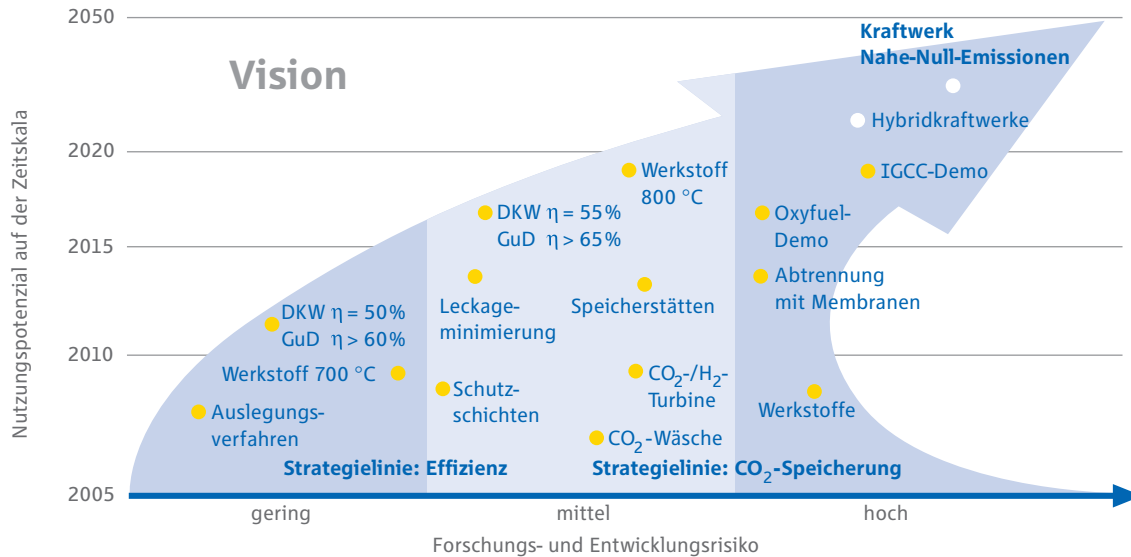 2050
Kraftwerk
Nahe-Null-Emissionen
Vision
Hybridkraftwerke
2020
Werkstoff
800 °C
IGCC-Demo
DKW η = 55%
GuD η > 65%
Oxyfuel-
Demo
2015
Leckage-
minimierung
Speicherstätten
Abtrennung
mit Membranen
DKW η = 50%
GuD η > 60%
2010
Werkstoff 700 °C
Schutz-
schichten
CO₂-/H₂-
Turbine
Werkstoffe
Auslegungs-
verfahren
CO₂-Wäsche
Strategielinie: Effizienz
Strategielinie: CO₂-Speicherung
2005
gering
mittel
hoch
Forschungs- und Entwicklungsrisiko
Nutzungspotenzial auf der Zeitskala